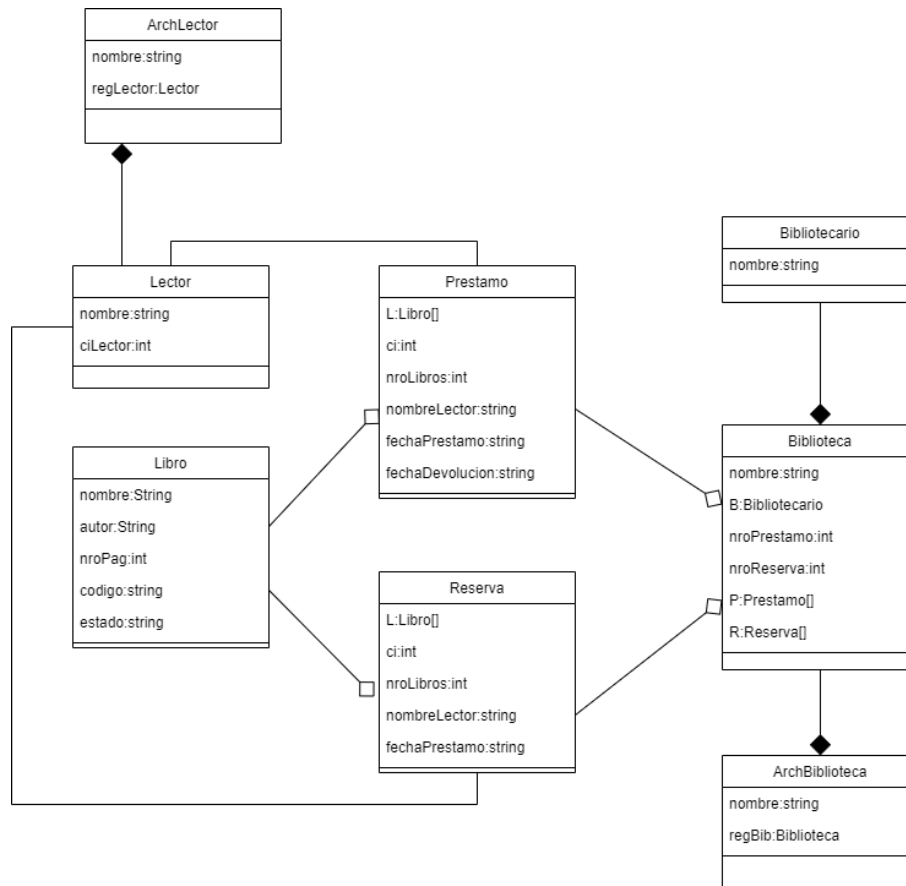 ArchLector
nombre:string
regLector:Lector
Bibliotecario
nombre:string
Lector
nombre:string
ciLector:int
Prestamo
L:Libro[]
ci:int
nroLibros:int
nombreLector:string
fechaPrestamo:string
fechaDevolucion:string
Biblioteca
nombre:string
B:Bibliotecario
nroPrestamo:int
nroReserva:int
P:Prestamo[]
R:Reserva[]
Libro
nombre:String
autor:String
nroPag:int
codigo:string
estado:string
Reserva
L:Libro[]
ci:int
nroLibros:int
nombreLector:string
fechaPrestamo:string
ArchBiblioteca
nombre:string
regBib:Biblioteca